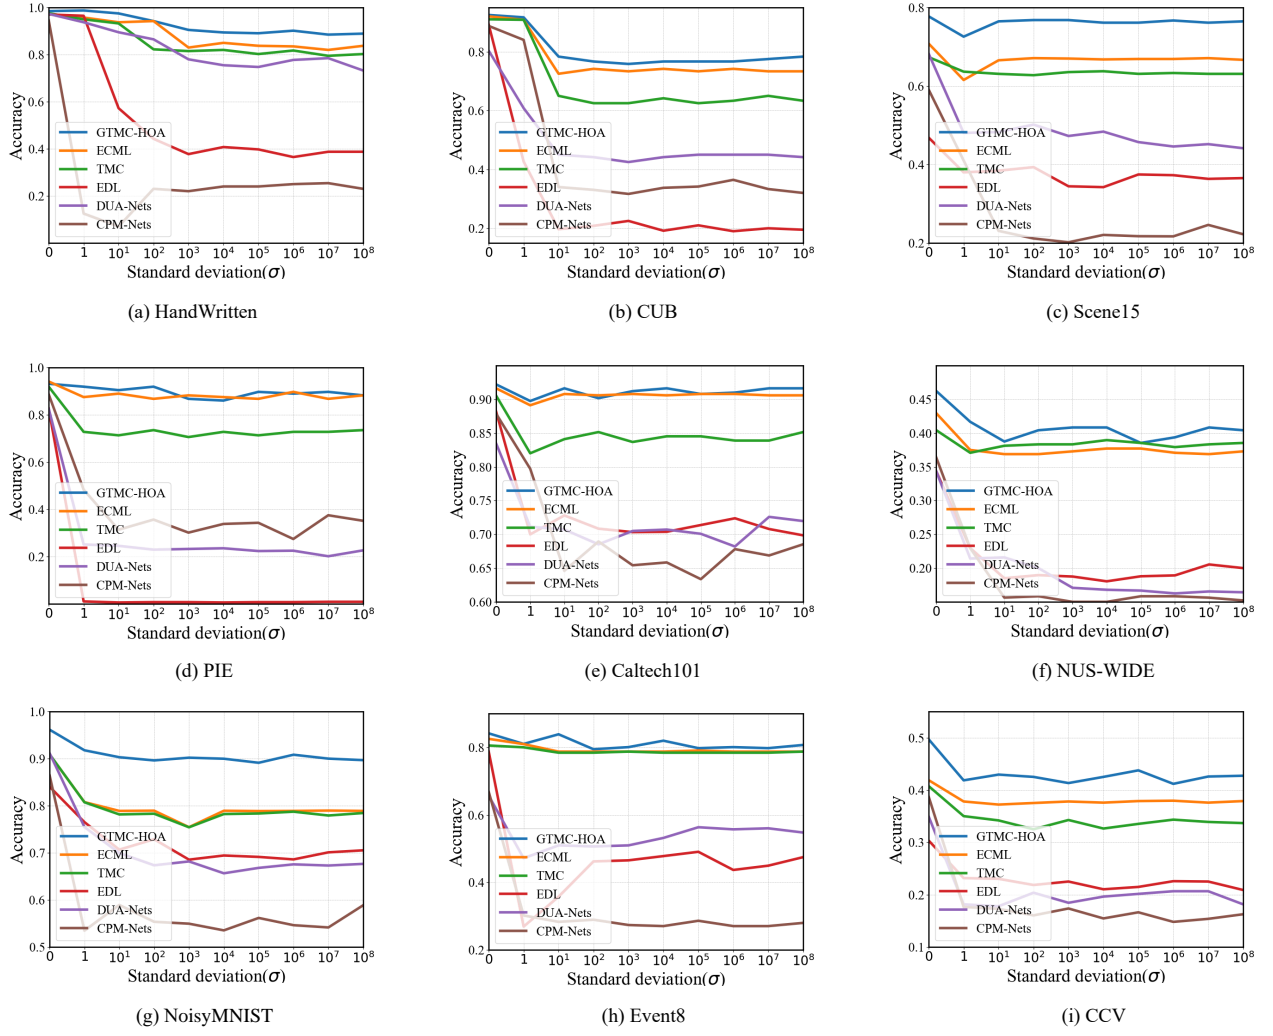 1.0
0.8
0.6
0.4
0.2
Accuracy
GTMC-HOA
ECML
TMC
EDL
DUA-Nets
CPM-Nets
0 1 10¹ 10² 10³ 10⁴ 10⁵ 10⁶ 10⁷ 10⁸
Standard deviation(σ)
(a) HandWritten
0.8
0.6
0.4
0.2
Accuracy
GTMC-HOA
ECML
TMC
EDL
DUA-Nets
CPM-Nets
0 1 10¹ 10² 10³ 10⁴ 10⁵ 10⁶ 10⁷ 10⁸
Standard deviation(σ)
(b) CUB
0.8
0.6
0.4
0.2
Accuracy
GTMC-HOA
ECML
TMC
EDL
DUA-Nets
CPM-Nets
0 1 10¹ 10² 10³ 10⁴ 10⁵ 10⁶ 10⁷ 10⁸
Standard deviation(σ)
(c) Scene15
1.0
0.8
0.6
0.4
0.2
Accuracy
GTMC-HOA
ECML
TMC
EDL
DUA-Nets
CPM-Nets
0 1 10¹ 10² 10³ 10⁴ 10⁵ 10⁶ 10⁷ 10⁸
Standard deviation(σ)
(d) PIE
0.90
0.85
0.80
0.75
0.70
0.65
0.60
Accuracy
GTMC-HOA
ECML
TMC
EDL
DUA-Nets
CPM-Nets
0 1 10¹ 10² 10³ 10⁴ 10⁵ 10⁶ 10⁷ 10⁸
Standard deviation(σ)
(e) Caltech101
0.45
0.40
0.35
0.30
0.25
0.20
Accuracy
GTMC-HOA
ECML
TMC
EDL
DUA-Nets
CPM-Nets
0 1 10¹ 10² 10³ 10⁴ 10⁵ 10⁶ 10⁷ 10⁸
Standard deviation(σ)
(f) NUS-WIDE
1.0
0.9
0.8
0.7
0.6
0.5
Accuracy
GTMC-HOA
ECML
TMC
EDL
DUA-Nets
CPM-Nets
0 1 10¹ 10² 10³ 10⁴ 10⁵ 10⁶ 10⁷ 10⁸
Standard deviation(σ)
(g) NoisyMNIST
0.8
0.6
0.4
0.2
Accuracy
GTMC-HOA
ECML
TMC
EDL
DUA-Nets
CPM-Nets
0 1 10¹ 10² 10³ 10⁴ 10⁵ 10⁶ 10⁷ 10⁸
Standard deviation(σ)
(h) Event8
0.5
0.4
0.3
0.2
0.1
Accuracy
GTMC-HOA
ECML
TMC
EDL
DUA-Nets
CPM-Nets
0 1 10¹ 10² 10³ 10⁴ 10⁵ 10⁶ 10⁷ 10⁸
Standard deviation(σ)
(i) CCV